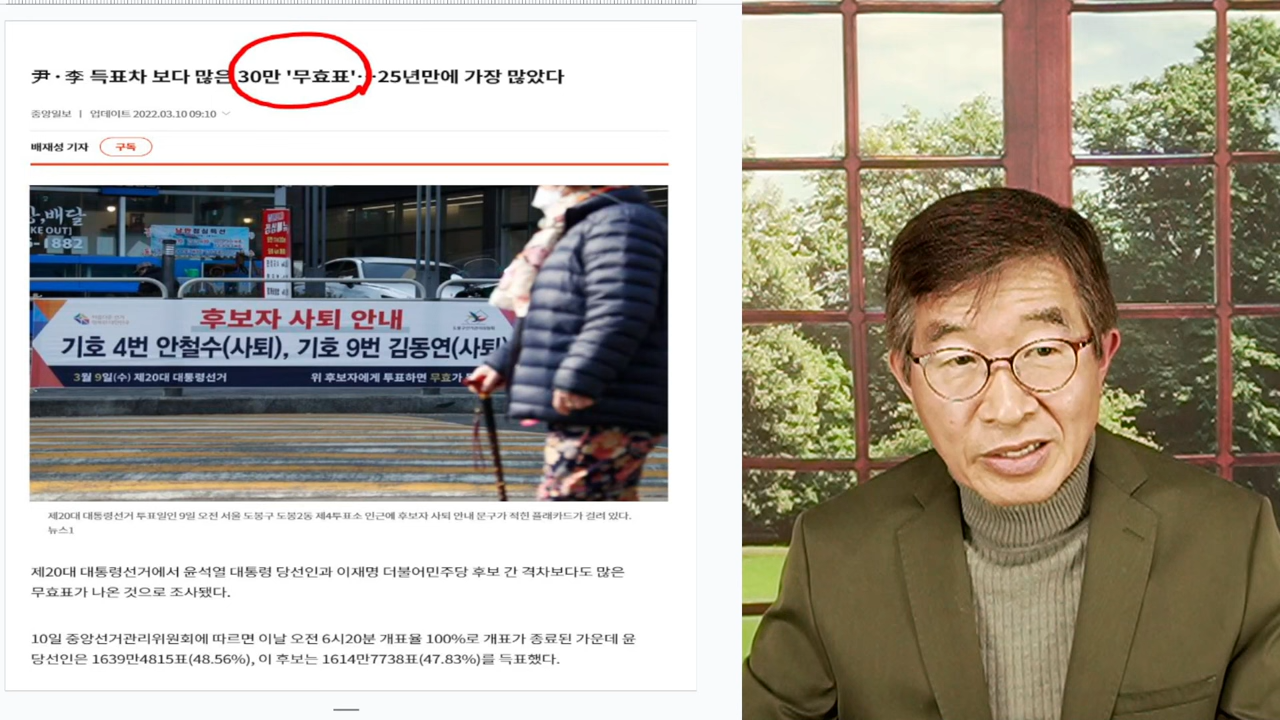 尹·李 득표차 보다 많은 30만 '무효표'··25년만에 가장 많았다
중앙일보 | 업데이트 2022.03.10 09:10
배재성 기자 구독
,배달
KE OUT]
-1882
후보자 사퇴 안내
기호 4번 안철수(사퇴), 기호 9번 김동연(사퇴)
3월 9일(수) 제20대 대통령선거 위 후보자에게 투표하면 무효가
제20대 대통령선거 투표일인 9일 오전 서울 도봉구 도봉2동 제4투표소 인근에 후보자 사퇴 안내 문구가 적힌 플래카드가 걸려 있다.
뉴스1
제20대 대통령선거에서 윤석열 대통령 당선인과 이재명 더불어민주당 후보 간 격차보다도 많은
무효표가 나온 것으로 조사됐다.
10일 중앙선거관리위원회에 따르면 이날 오전 6시20분 개표율 100%로 개표가 종료된 가운데 윤
당선인은 1639만4815표(48.56%), 이 후보는 1614만7738표(47.83%)를 득표했다.